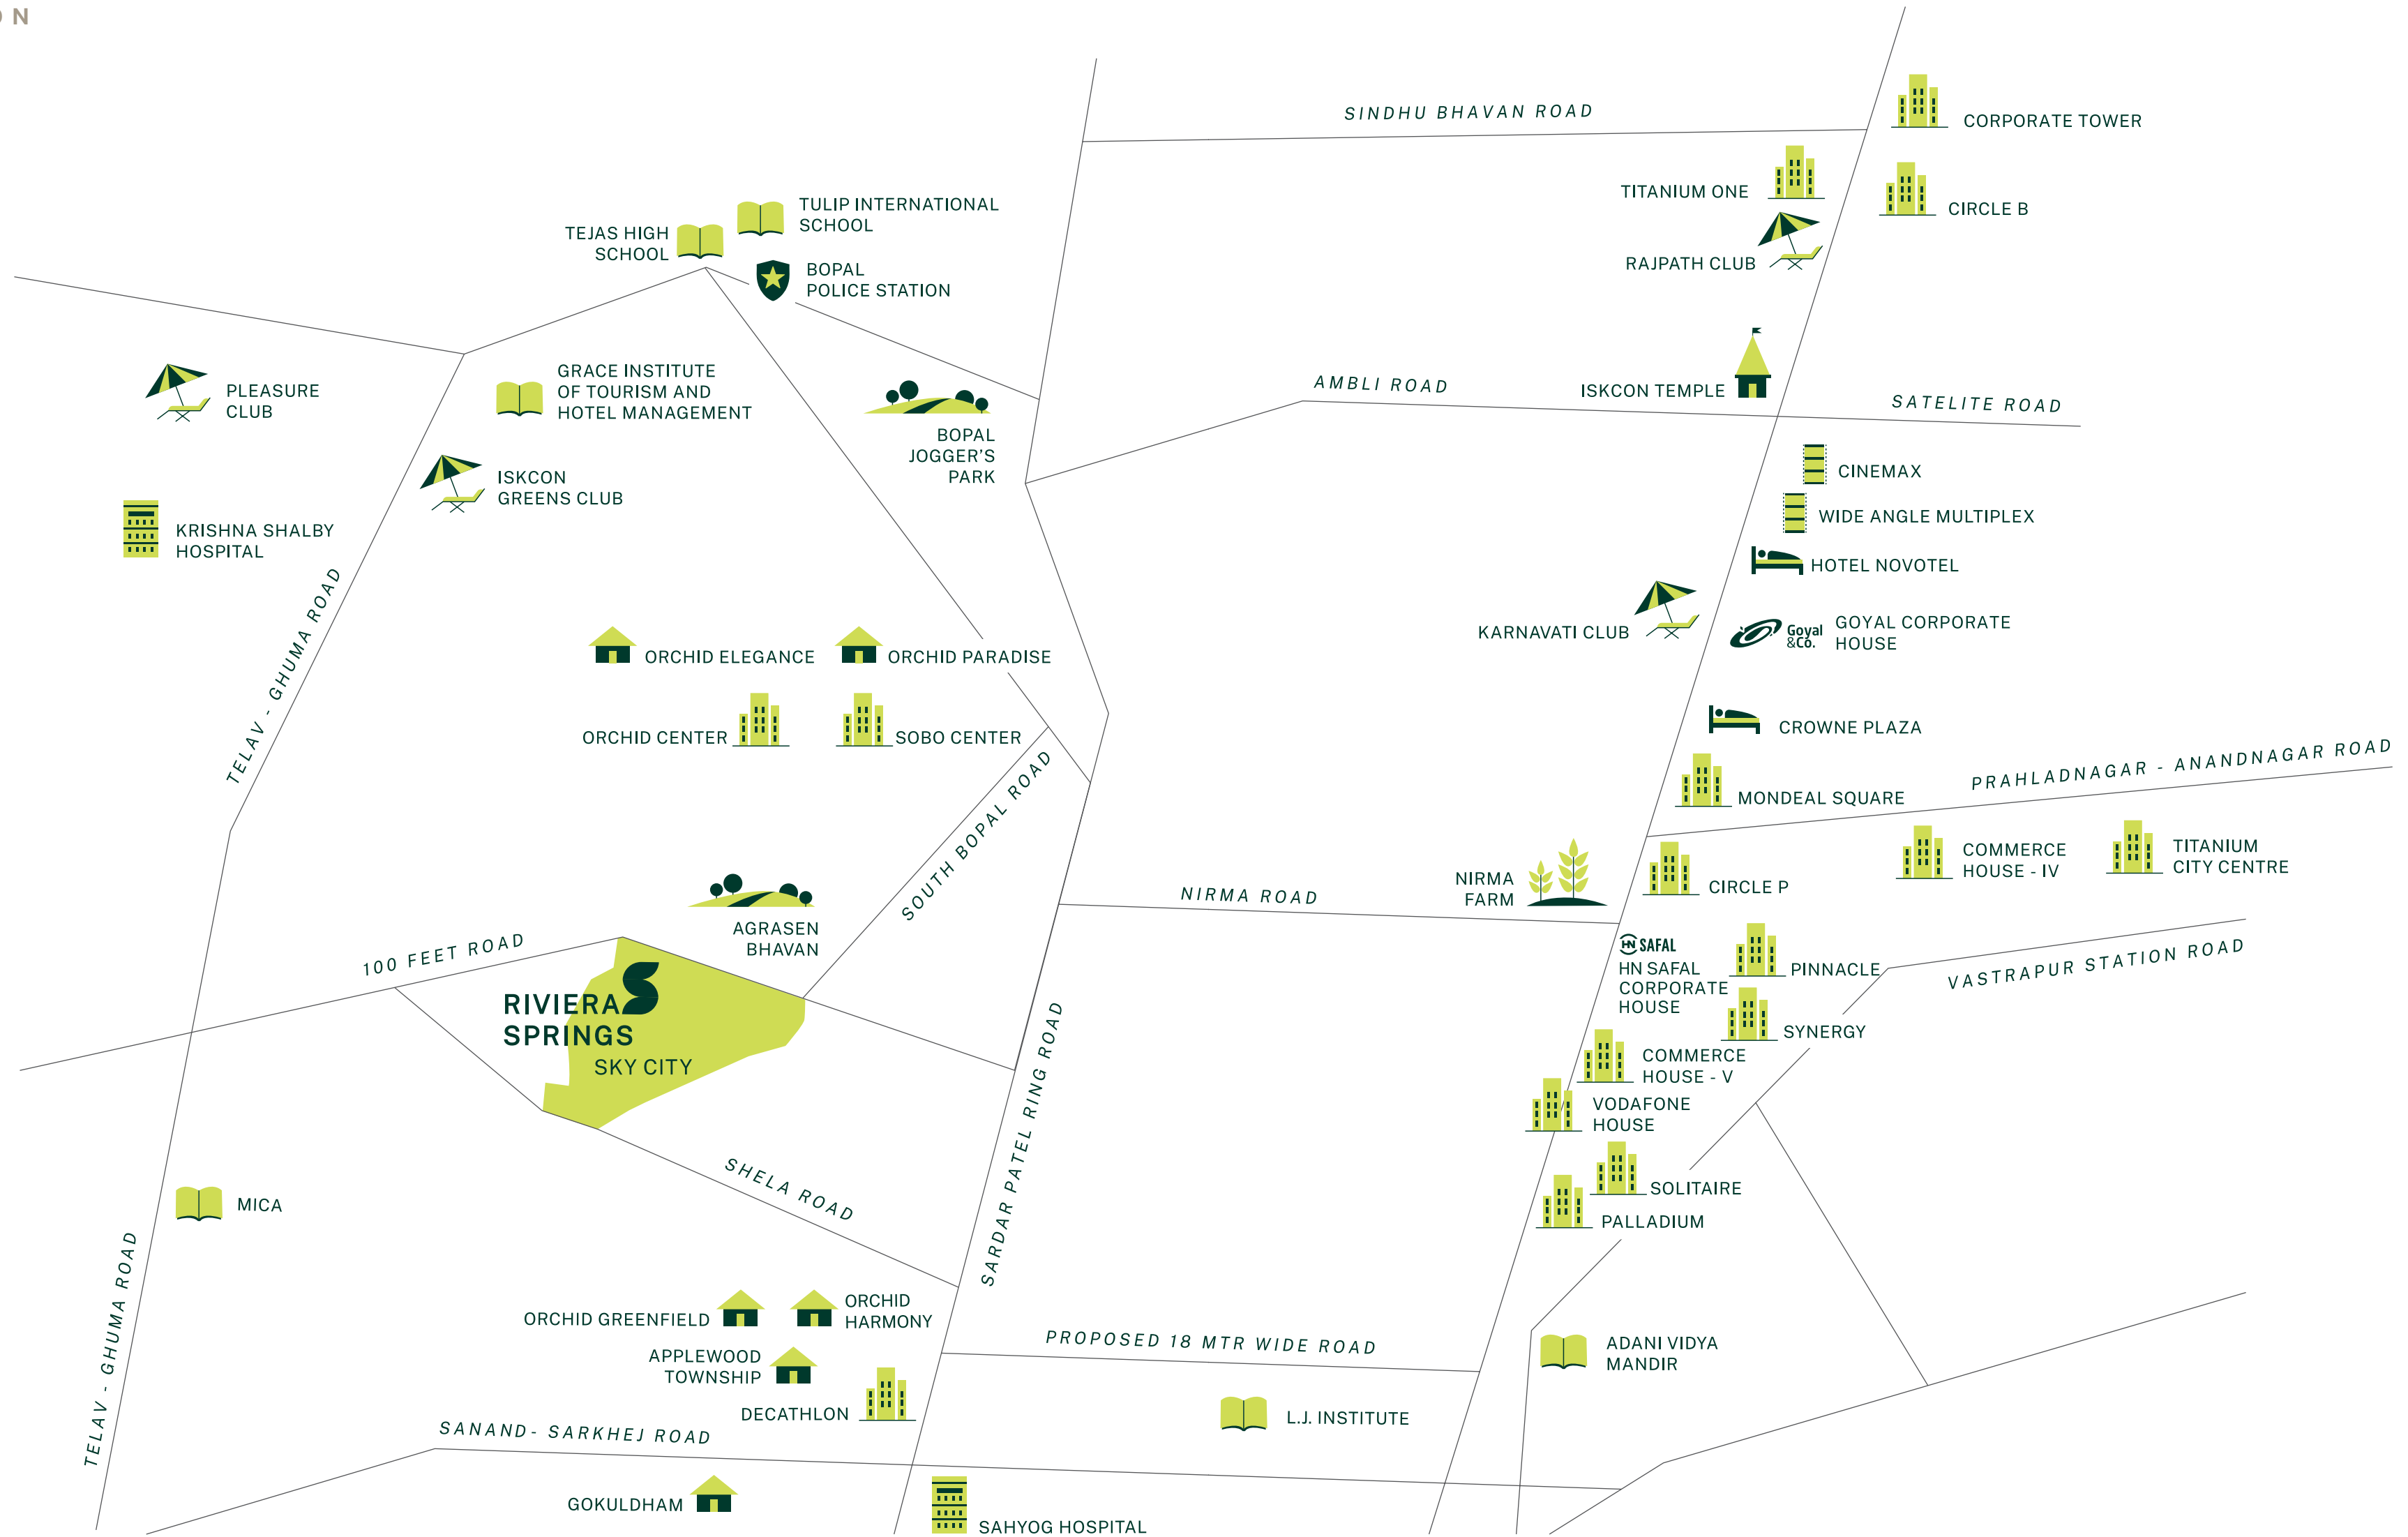 ON
SINDHU BHAVAN ROAD
CORPORATE TOWER
TITANIUM ONE
CIRCLE B
TULIP INTERNATIONAL
SCHOOL
TEJAS HIGH
SCHOOL
BOPAL
POLICE STATION
RAJPATH CLUB
PLEASURE
CLUB
GRACE INSTITUTE
OF TOURISM AND
HOTEL MANAGEMENT
AMBLI ROAD
ISKCON TEMPLE
SATELITE ROAD
BOPAL
JOGGER'S
PARK
ISKCON
GREENS CLUB
CINEMAX
WIDE ANGLE MULTIPLEX
KRISHNA SHALBY
HOSPITAL
HOTEL NOVOTEL
TELAV - GHUMA ROAD
KARNAVATI CLUB
Goyal
&Co.
GOYAL CORPORATE
HOUSE
ORCHID ELEGANCE
ORCHID PARADISE
ORCHID CENTER
SOBO CENTER
CROWNE PLAZA
PRAHLADNAGAR - ANANDNAGAR ROAD
MONDEAL SQUARE
SOUTH BOPAL ROAD
COMMERCE
HOUSE - IV
TITANIUM
CITY CENTRE
NIRMA
FARM
CIRCLE P
NIRMA ROAD
AGRASEN
BHAVAN
100 FEET ROAD
HN SAFAL
HN SAFAL
CORPORATE
HOUSE
PINNACLE
VASTRAPUR STATION ROAD
RIVIERA
SPRINGS
SKY CITY
SYNERGY
COMMERCE
HOUSE - V
VODAFONE
HOUSE
SARDAR PATEL RING ROAD
SHELA ROAD
SOLITAIRE
PALLADIUM
MICA
TELAV - GHUMA ROAD
ORCHID GREENFIELD
ORCHID
HARMONY
PROPOSED 18 MTR WIDE ROAD
ADANI VIDYA
MANDIR
APPLEWOOD
TOWNSHIP
DECATHLON
L.J. INSTITUTE
SANAND- SARKHEJ ROAD
GOKULDHAM
SAHYOG HOSPITAL